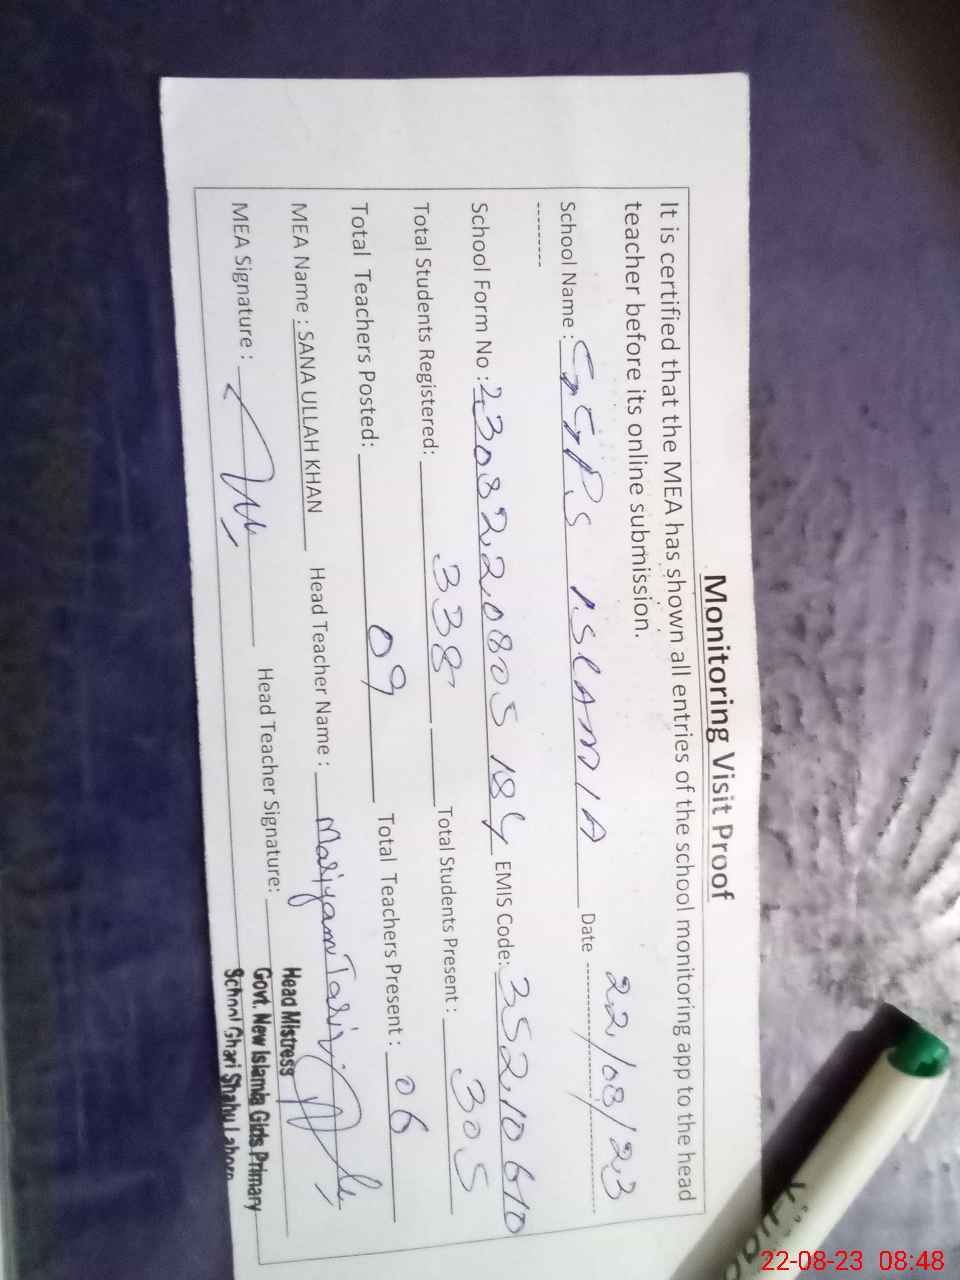 Monitoring Visit Proof
It is certified that the MEA has shown all entries of the school monitoring app to the head
teacher before its online submission.
School Name : GGPS ISLAMIA Date 22/08/23
School Form No : 2308220805184 EMIS Code: 35210610
Total Students Registered: 338 Total Students Present : 305
Total Teachers Posted: 09 Total Teachers Present : 06
MEA Name : SANA ULLAH KHAN Head Teacher Name : Mariyam Tariq
MEA Signature : Head Teacher Signature:
Head Mistress
Govt. New Islamia Girls Primary
School Ghari Shahu Lahore
22-08-23 08:48